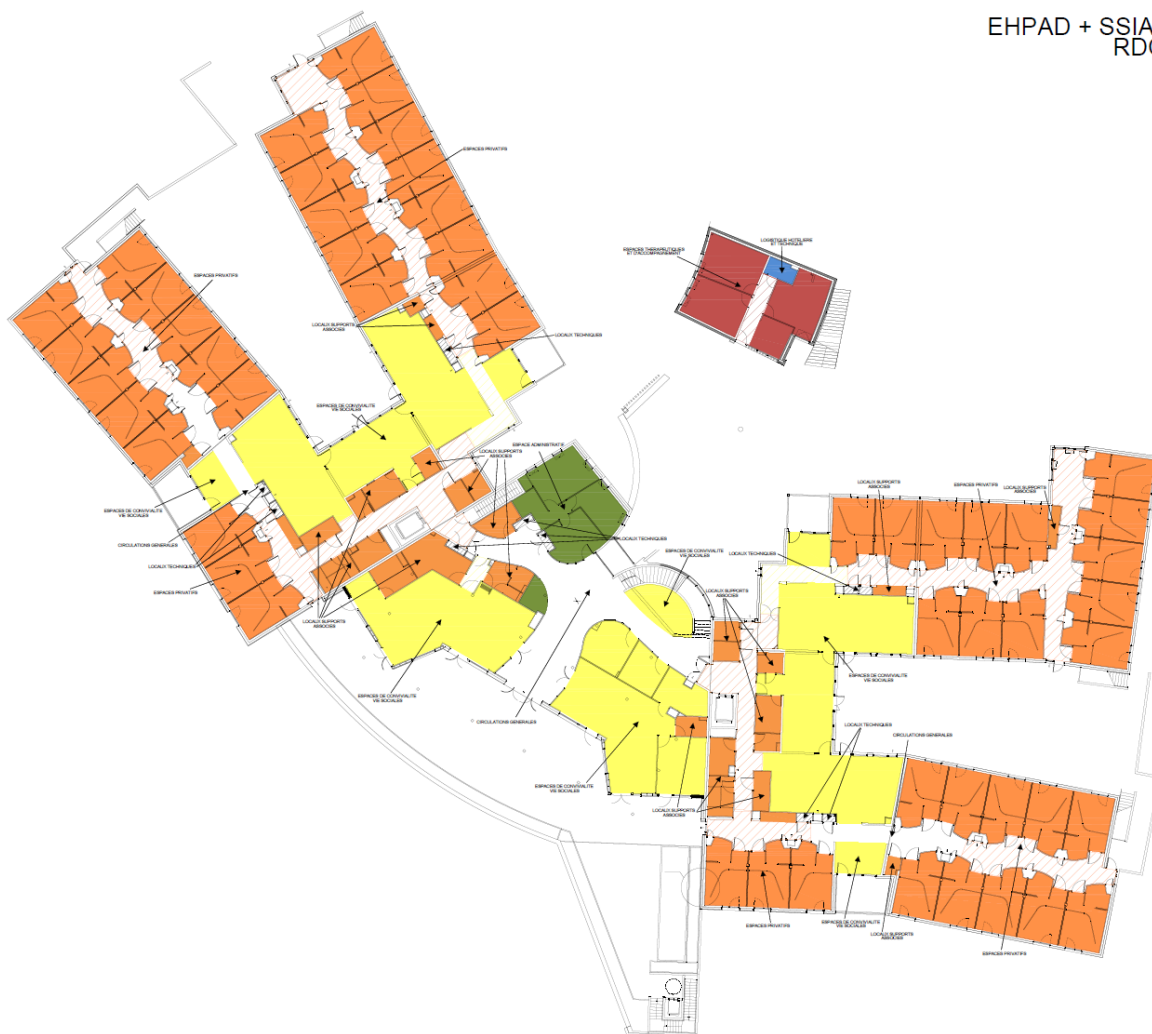 EHPAD + SSIA
RDC
ESPACES PRIVATIFS
LOGISTIQUE HOTELIERE
ET TECHNIQUE
ESPACES THERAPEUTIQUES
ET D'ACCOMPAGNEMENT
ESPACES PRIVATIFS
LOCAUX SUPPORTS
ASSOCIES
LOCAUX TECHNIQUES
ESPACES DE CONVIVIALITE
VIE SOCIALES
ESPACE ADMINISTRATIF
LOCAUX SUPPORTS
ASSOCIES
LOCAUX SUPPORTS
ASSOCIES
ESPACES PRIVATIFS
LOCAUX SUPPORTS
ASSOCIES
ESPACES DE CONVIVIALITE
VIE SOCIALES
CIRCULATIONS GENERALES
LOCAUX TECHNIQUES
ESPACES DE CONVIVIALITE
VIE SOCIALES
LOCAUX TECHNIQUES
LOCAUX TECHNIQUES
ESPACES PRIVATIFS
LOCAUX SUPPORTS
ASSOCIES
LOCAUX SUPPORTS
ASSOCIES
ESPACES DE CONVIVIALITE
VIE SOCIALES
ESPACES DE CONVIVIALITE
VIE SOCIALES
CIRCULATIONS GENERALES
LOCAUX TECHNIQUES
CIRCULATIONS GENERALES
ESPACES DE CONVIVIALITE
VIE SOCIALES
LOCAUX SUPPORTS
ASSOCIES
ESPACES PRIVATIFS
ESPACES DE CONVIVIALITE
VIE SOCIALES
LOCAUX SUPPORTS
ASSOCIES
ESPACES PRIVATIFS